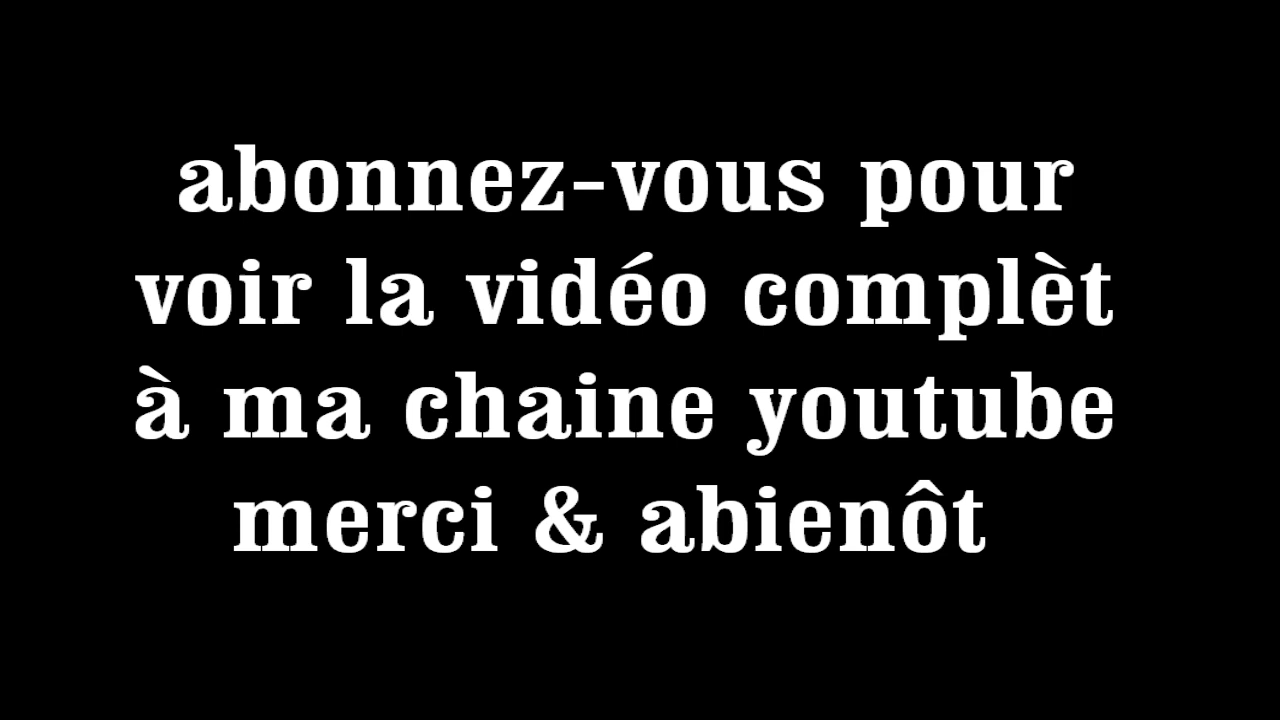 abonnez-vous pour
voir la vidéo complèt
à ma chaine youtube
merci & abienôt